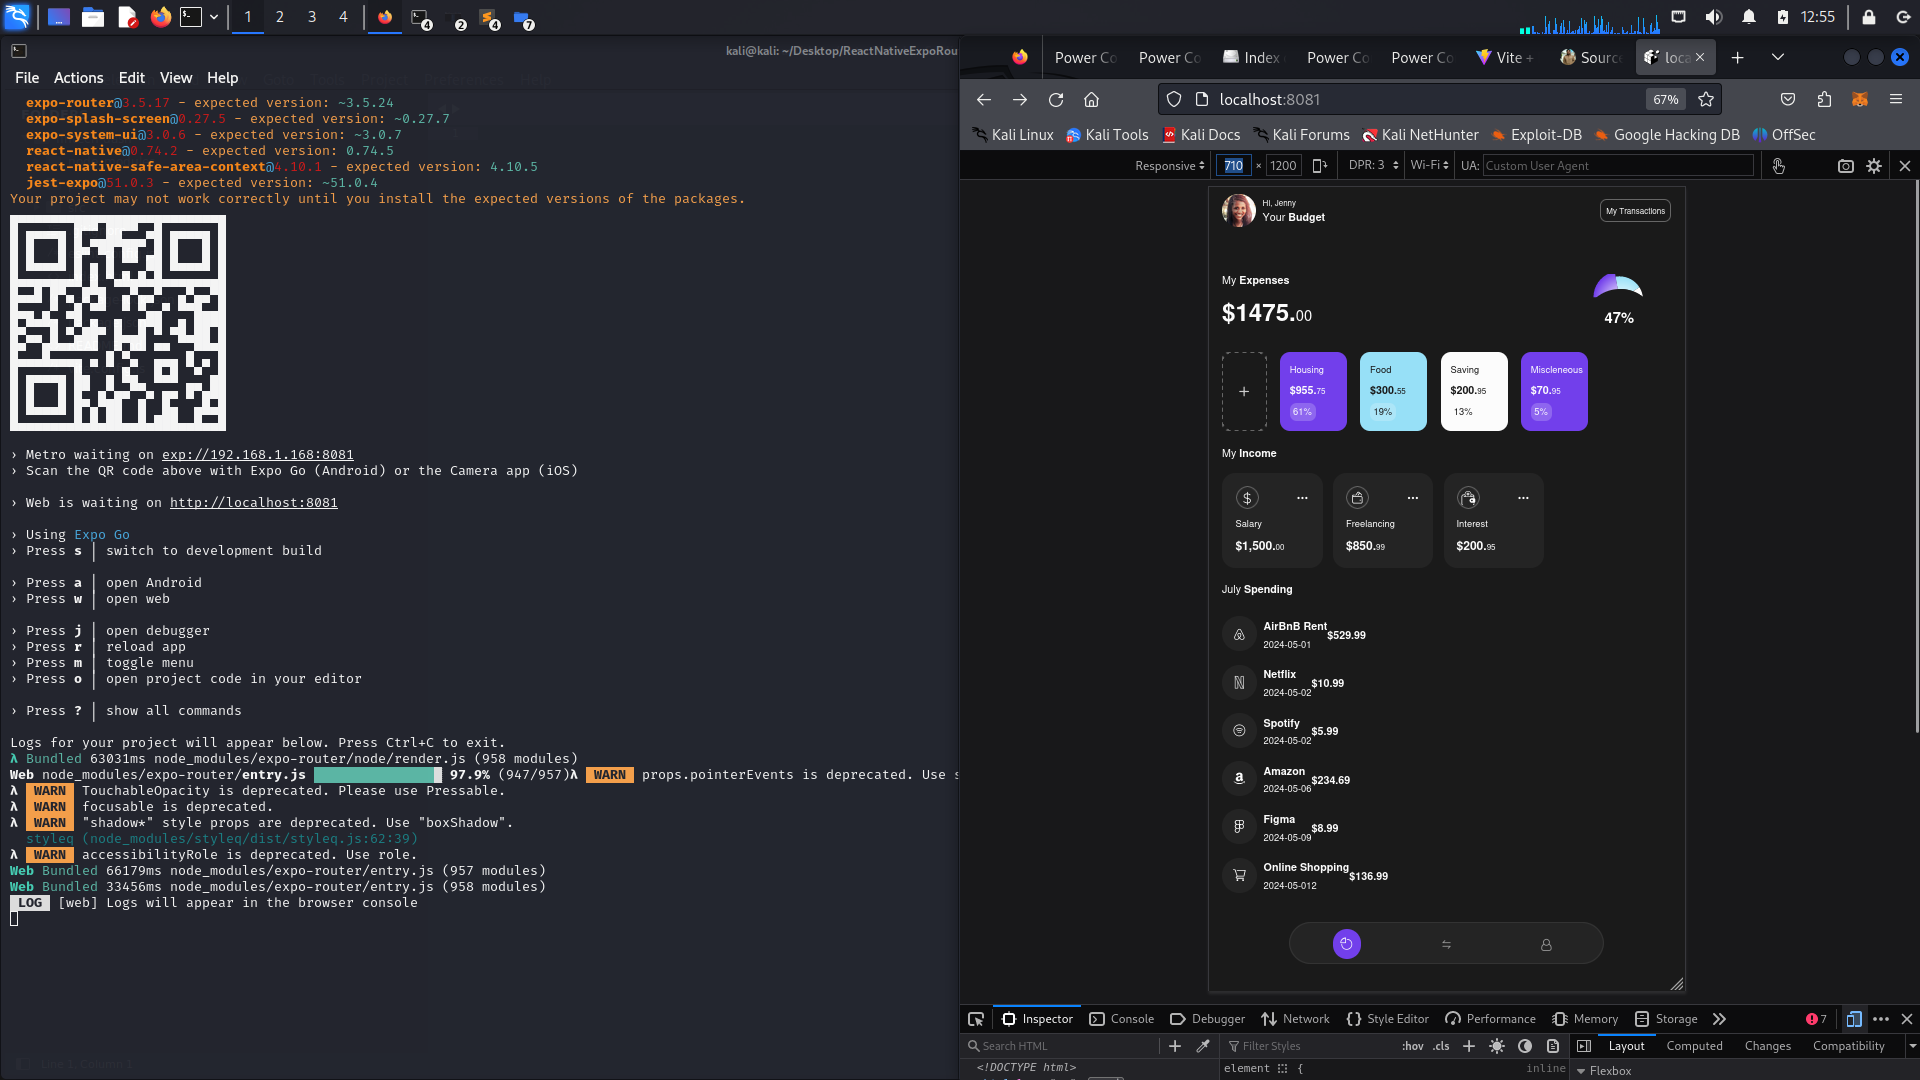 1
2
3
4
4
2
4
7
12:55
kali@kali: ~/Desktop/ReactNativeExpoRou
File Actions Edit View Help
expo-router@3.5.17 - expected version: ~3.5.24
expo-splash-screen@0.27.5 - expected version: ~0.27.7
expo-system-ui@3.0.6 - expected version: ~3.0.7
react-native@0.74.2 - expected version: 0.74.5
react-native-safe-area-context@4.10.1 - expected version: 4.10.5
jest-expo@51.0.3 - expected version: ~51.0.4
Your project may not work correctly until you install the expected versions of the packages.
› Metro waiting on exp://192.168.1.168:8081
› Scan the QR code above with Expo Go (Android) or the Camera app (iOS)
› Web is waiting on http://localhost:8081
› Using Expo Go
› Press s │ switch to development build
› Press a │ open Android
› Press w │ open web
› Press j │ open debugger
› Press r │ reload app
› Press m │ toggle menu
› Press o │ open project code in your editor
› Press ? │ show all commands
Logs for your project will appear below. Press Ctrl+C to exit.
λ Bundled 63031ms node_modules/expo-router/node/render.js (958 modules)
Web node_modules/expo-router/entry.js 97.9% (947/957)λ WARN props.pointerEvents is deprecated. Use s
λ WARN TouchableOpacity is deprecated. Please use Pressable.
λ WARN focusable is deprecated.
λ WARN "shadow*" style props are deprecated. Use "boxShadow".
styleq (node_modules/styleq/dist/styleq.js:62:39)
λ WARN accessibilityRole is deprecated. Use role.
Web Bundled 66179ms node_modules/expo-router/entry.js (957 modules)
Web Bundled 33456ms node_modules/expo-router/entry.js (958 modules)
LOG [web] Logs will appear in the browser console
Power Co
Power Co
Index
Power Co
Power Co
Vite +
Sourc
loca
localhost:8081
67%
Kali Linux
Kali Tools
Kali Docs
Kali Forums
Kali NetHunter
Exploit-DB
Google Hacking DB
OffSec
Responsive
710 × 1200
DPR: 3
Wi-Fi
UA: Custom User Agent
Hi, Jenny
Your Budget
My Transactions
My Expenses
$1475.00
47%
+
Housing
$955.75
61%
Food
$300.55
19%
Saving
$200.95
13%
Miscleneous
$70.95
5%
My Income
Salary
$1,500.00
Freelancing
$850.99
Interest
$200.95
July Spending
AirBnB Rent
2024-05-01
$529.99
Netflix
2024-05-02
$10.99
Spotify
2024-05-02
$5.99
Amazon
2024-05-06
$234.69
Figma
2024-05-09
$8.99
Online Shopping
2024-05-012
$136.99
Inspector
Console
Debugger
Network
Style Editor
Performance
Memory
Storage
7
Search HTML
Filter Styles
:hov .cls
Layout
Computed
Changes
Compatibility
<!DOCTYPE html>
element {
inline
Flexbox